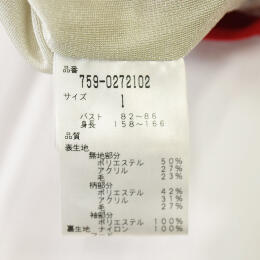 品番
759-0272102
サイズ
1
バスト 82~86
身長 158~166
品質
表生地
無地部分
ポリエステル 50%
アクリル 27%
毛 23%
柄部分
ポリエステル 42%
アクリル 31%
毛 27%
袖部分
ポリエステル 100%
裏生地 ナイロン 100%